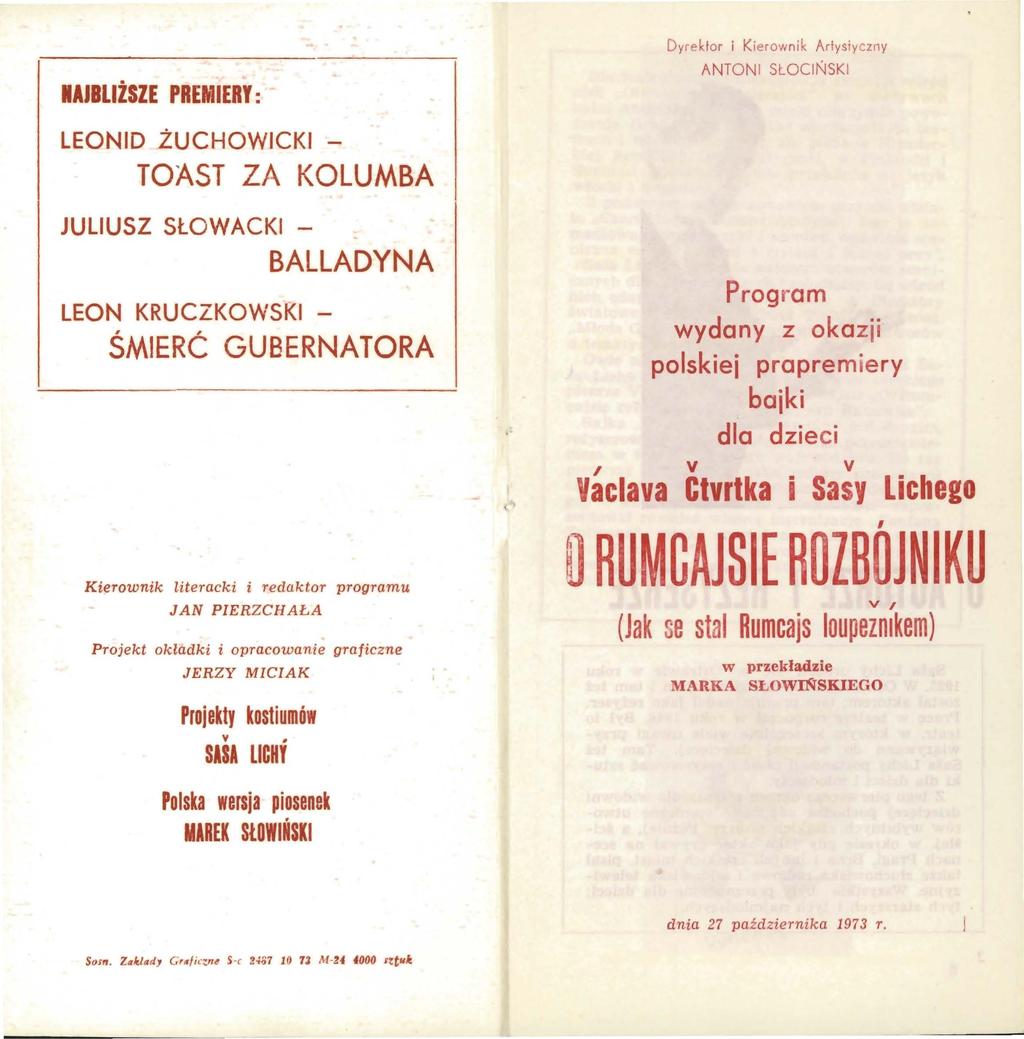 NAJBLIŻSZE PREMIERY:
LEONID ŻUCHOWICKI –
TOAST ZA KOLUMBA
JULIUSZ SŁOWACKI –
BALLADYNA
LEON KRUCZKOWSKI –
ŚMIERĆ GUBERNATORA
Kierownik literacki i redaktor programu
JAN PIERZCHAŁA
Projekt okładki i opracowanie graficzne
JERZY MICIAK
Projekty kostiumów
SAŠA LICHÝ
Polska wersja piosenek
MAREK SŁOWIŃSKI
Sosn. Zakłady Graficzne S-c 2467 10 73 M-24 4000 sztuk
Dyrektor i Kierownik Artystyczny
ANTONI SŁOCIŃSKI
Program
wydany z okazji
polskiej prapremiery
bajki
dla dzieci
Václava Čtvrtka i Sašy Lichego
O RUMCAJSIE ROZBÓJNIKU
(Jak se stal Rumcajs loupežníkem)
w przekładzie
MARKA SŁOWIŃSKIEGO
dnia 27 października 1973 r.